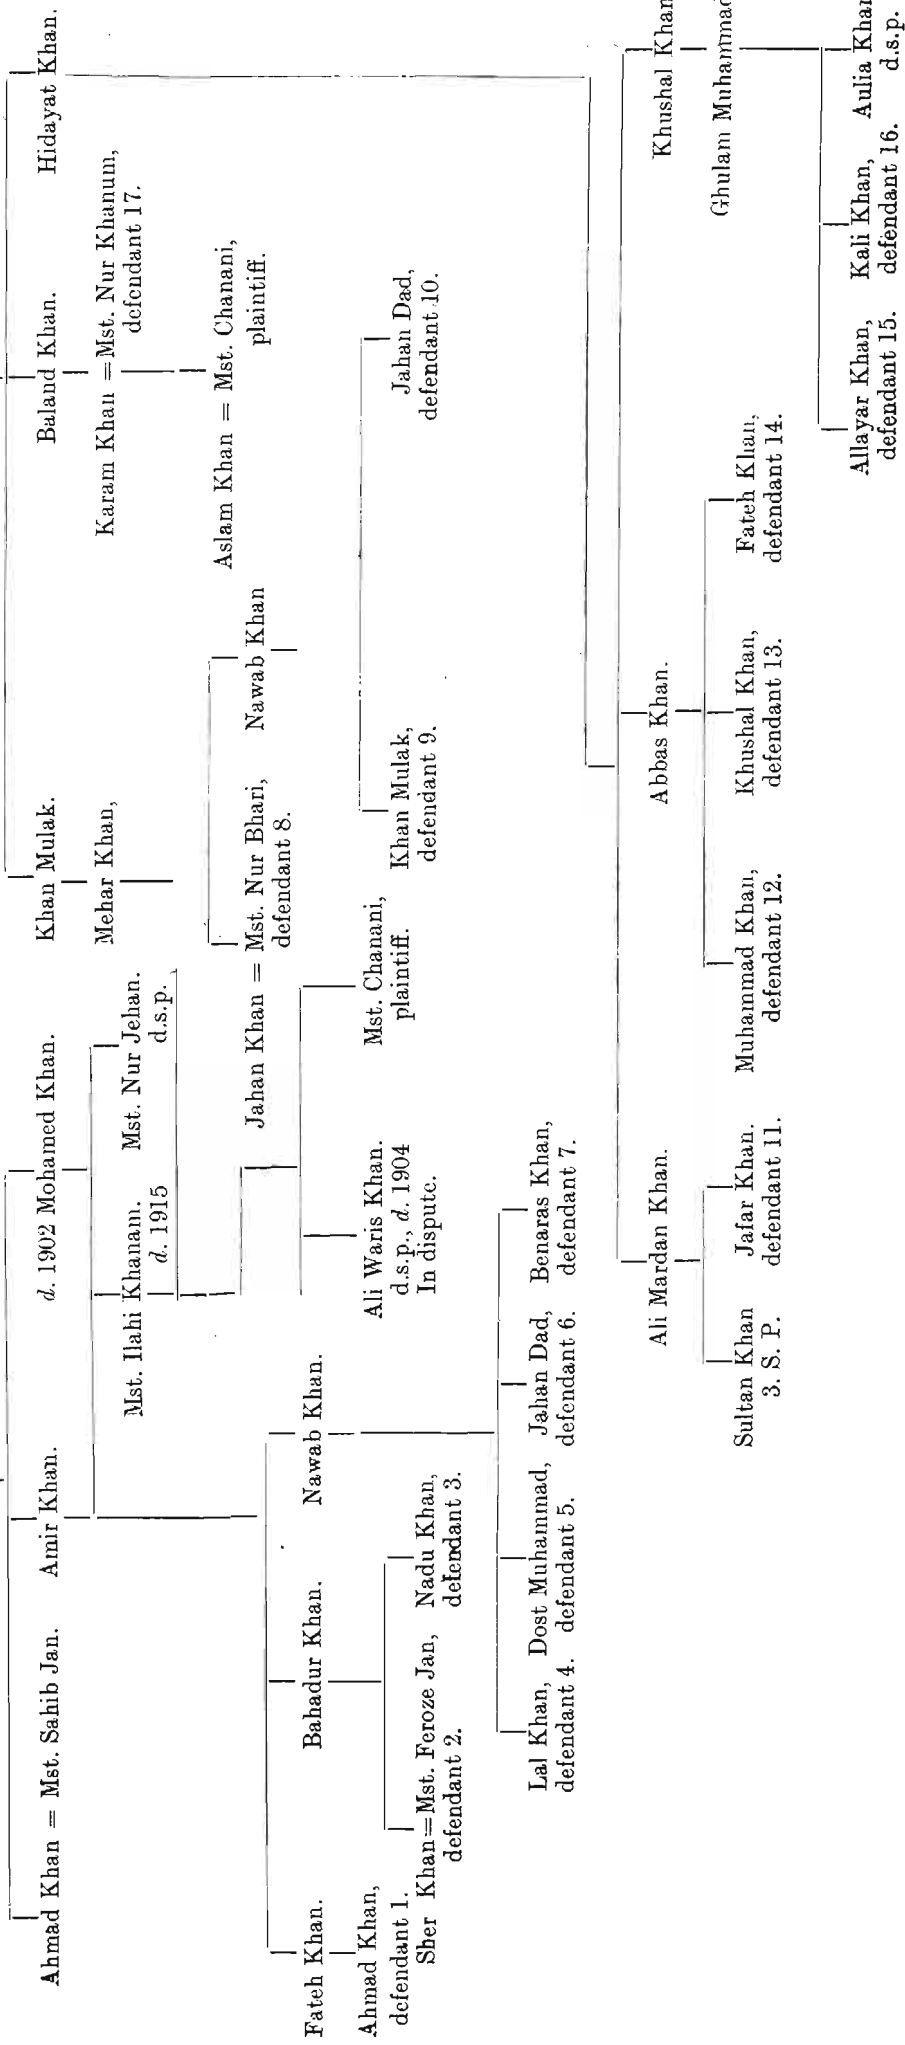 Ahmad Khan = Mst. Sahib Jan.
Amir Khan.
d. 1902 Mohamed Khan.
Khan Mulak.
Baland Khan.
Hidayat Khan.
Mst. Ilahi Khanam.
d. 1915
Mst. Nur Jehan.
d.s.p.
Mehar Khan,
Karam Khan = Mst. Nur Khanum,
defendant 17.
Jahan Khan = Mst. Nur Bhari,
defendant 8.
Nawab Khan
Aslam Khan = Mst. Chanani,
plaintiff.
Fateh Khan.
Bahadur Khan.
Nawab Khan.
Ali Waris Khan.
d.s.p., d. 1904
In dispute.
Mst. Chanani,
plaintiff.
Khan Mulak,
defendant 9.
Jahan Dad,
defendant 10.
Ahmad Khan,
defendant 1.
Sher Khan=Mst. Feroze Jan,
defendant 2.
Nadu Khan,
defendant 3.
Lal Khan,
defendant 4.
Dost Muhammad,
defendant 5.
Jahan Dad,
defendant 6.
Benaras Khan,
defendant 7.
Ali Mardan Khan.
Abbas Khan.
Khushal Khan
Ghulam Muhammad
Sultan Khan
3. S. P.
Jafar Khan.
defendant 11.
Muhammad Khan,
defendant 12.
Khushal Khan,
defendant 13.
Fateh Khan,
defendant 14.
Allayar Khan,
defendant 15.
Kali Khan,
defendant 16.
Aulia Khan
d.s.p.